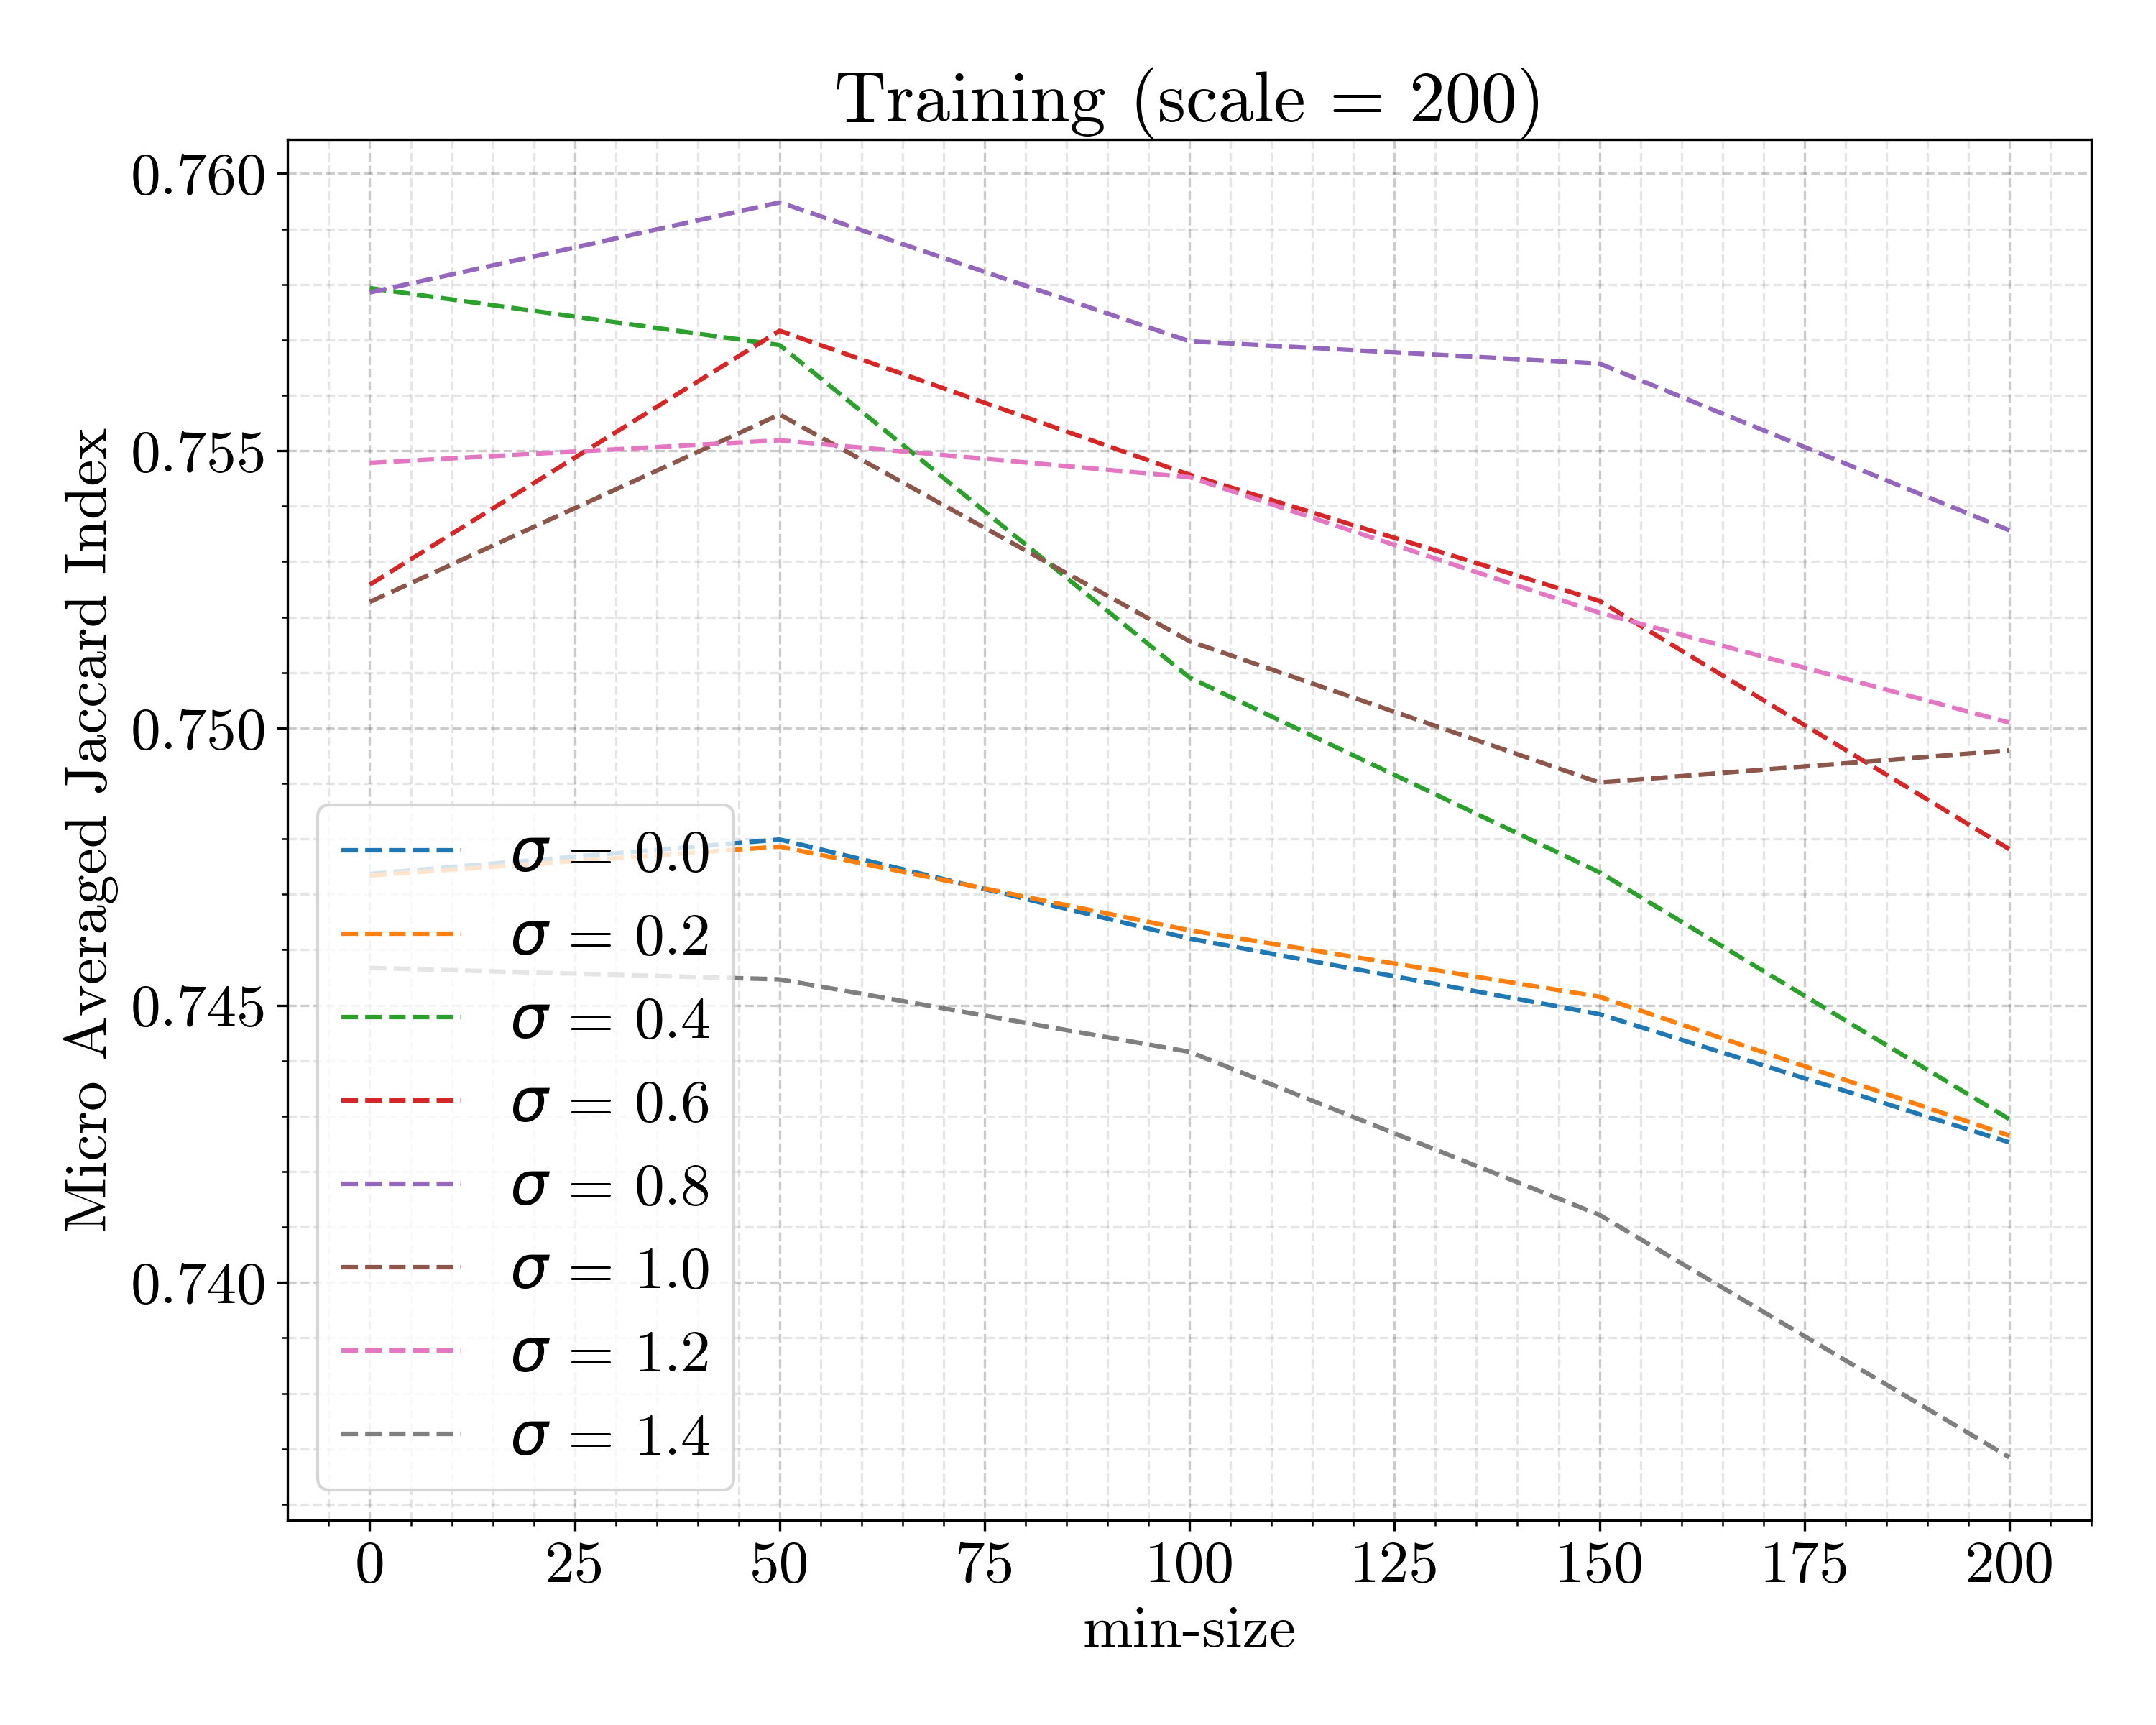 Training (scale = 200)
Micro Averaged Jaccard Index
0.760
0.755
0.750
0.745
0.740
σ = 0.0
σ = 0.2
σ = 0.4
σ = 0.6
σ = 0.8
σ = 1.0
σ = 1.2
σ = 1.4
0 25 50 75 100 125 150 175 200
min-size